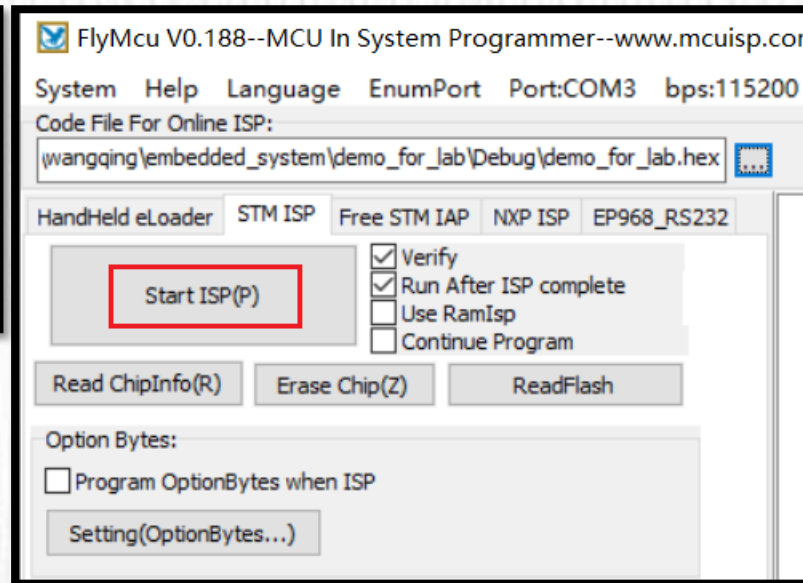 FlyMcu V0.188--MCU In System Programmer--www.mcuisp.com
System Help Language EnumPort Port:COM3 bps:115200
Code File For Online ISP:
wangqing\embedded_system\demo_for_lab\Debug\demo_for_lab.hex ...
HandHeld eLoader STM ISP Free STM IAP NXP ISP EP968_RS232
Start ISP(P)
Verify
Run After ISP complete
Use RamIsp
Continue Program
Read ChipInfo(R) Erase Chip(Z) ReadFlash
Option Bytes:
Program OptionBytes when ISP
Setting(OptionBytes...)